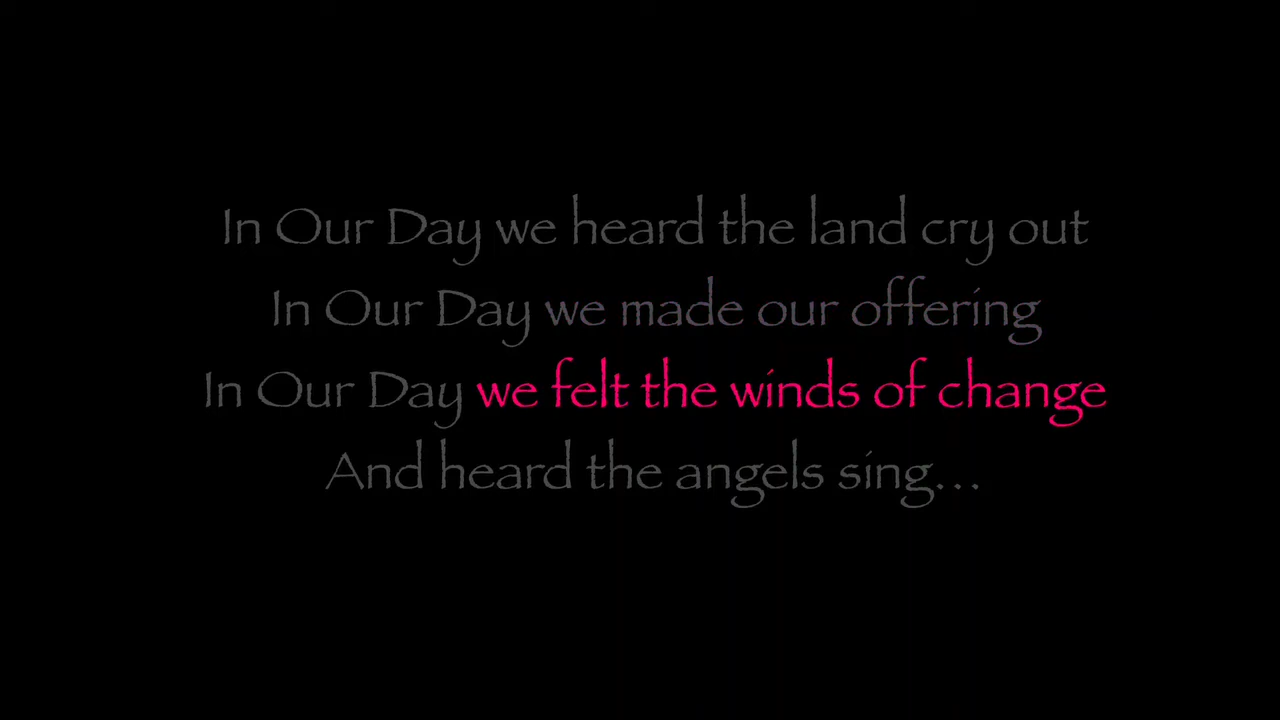 In Our Day we heard the land cry out
In Our Day we made our offering
In Our Day we felt the winds of change
And heard the angels sing...